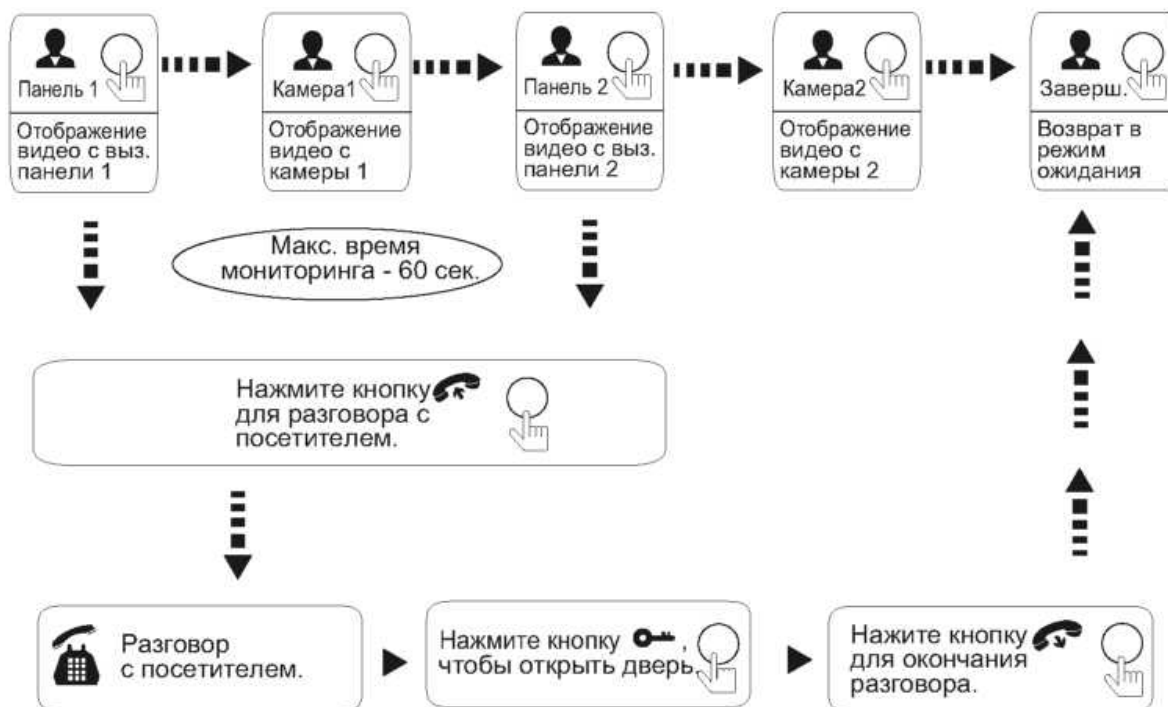 Панель 1
Отображение
видео с выз.
панели 1
Камера1
Отображение
видео с
камеры 1
Панель 2
Отображение
видео с выз.
панели 2
Камера2
Отображение
видео с
камеры 2
Заверш.
Возврат в
режим
ожидания
Макс. время
мониторинга - 60 сек.
Нажмите кнопку
для разговора с
посетителем.
Разговор
с посетителем.
Нажмите кнопку ,
чтобы открыть дверь.
Нажите кнопку
для окончания
разговора.